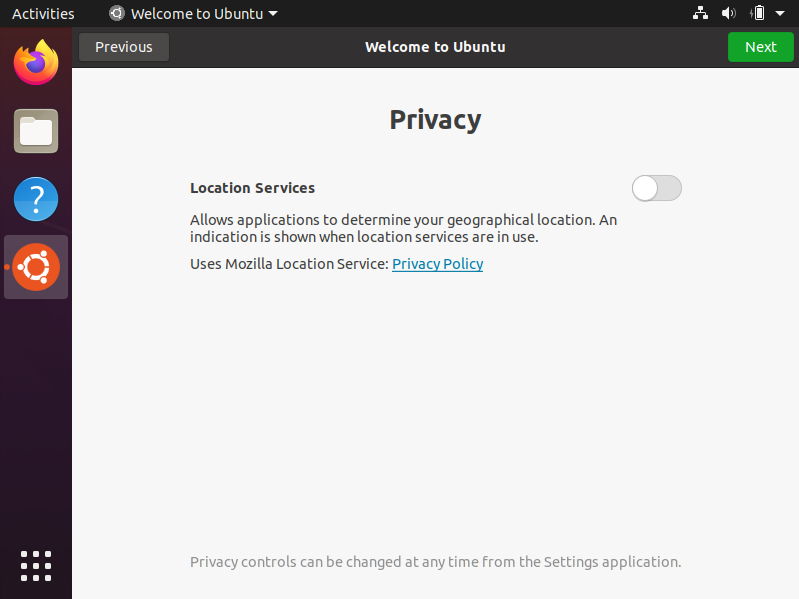 Activities
Welcome to Ubuntu
Previous
Welcome to Ubuntu
Next
Privacy
Location Services
Allows applications to determine your geographical location. An
indication is shown when location services are in use.
Uses Mozilla Location Service: Privacy Policy
?
Privacy controls can be changed at any time from the Settings application.